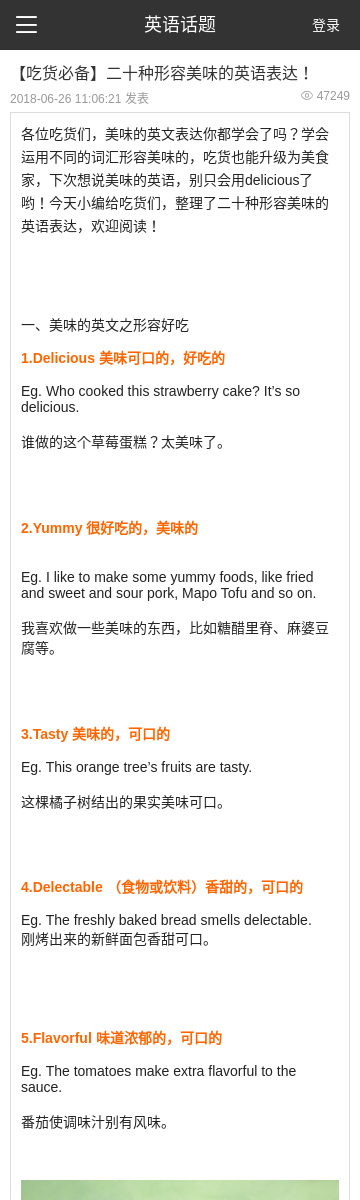 英语话题
登录
【吃货必备】二十种形容美味的英语表达！
2018-06-26 11:06:21 发表
47249
各位吃货们，美味的英文表达你都学会了吗？学会
运用不同的词汇形容美味的，吃货也能升级为美食
家，下次想说美味的英语，别只会用delicious了
哟！今天小编给吃货们，整理了二十种形容美味的
英语表达，欢迎阅读！
一、美味的英文之形容好吃
1.Delicious 美味可口的，好吃的
Eg. Who cooked this strawberry cake? It’s so
delicious.
谁做的这个草莓蛋糕？太美味了。
2.Yummy 很好吃的，美味的
Eg. I like to make some yummy foods, like fried
and sweet and sour pork, Mapo Tofu and so on.
我喜欢做一些美味的东西，比如糖醋里脊、麻婆豆
腐等。
3.Tasty 美味的，可口的
Eg. This orange tree’s fruits are tasty.
这棵橘子树结出的果实美味可口。
4.Delectable （食物或饮料）香甜的，可口的
Eg. The freshly baked bread smells delectable.
刚烤出来的新鲜面包香甜可口。
5.Flavorful 味道浓郁的，可口的
Eg. The tomatoes make extra flavorful to the
sauce.
番茄使调味汁别有风味。